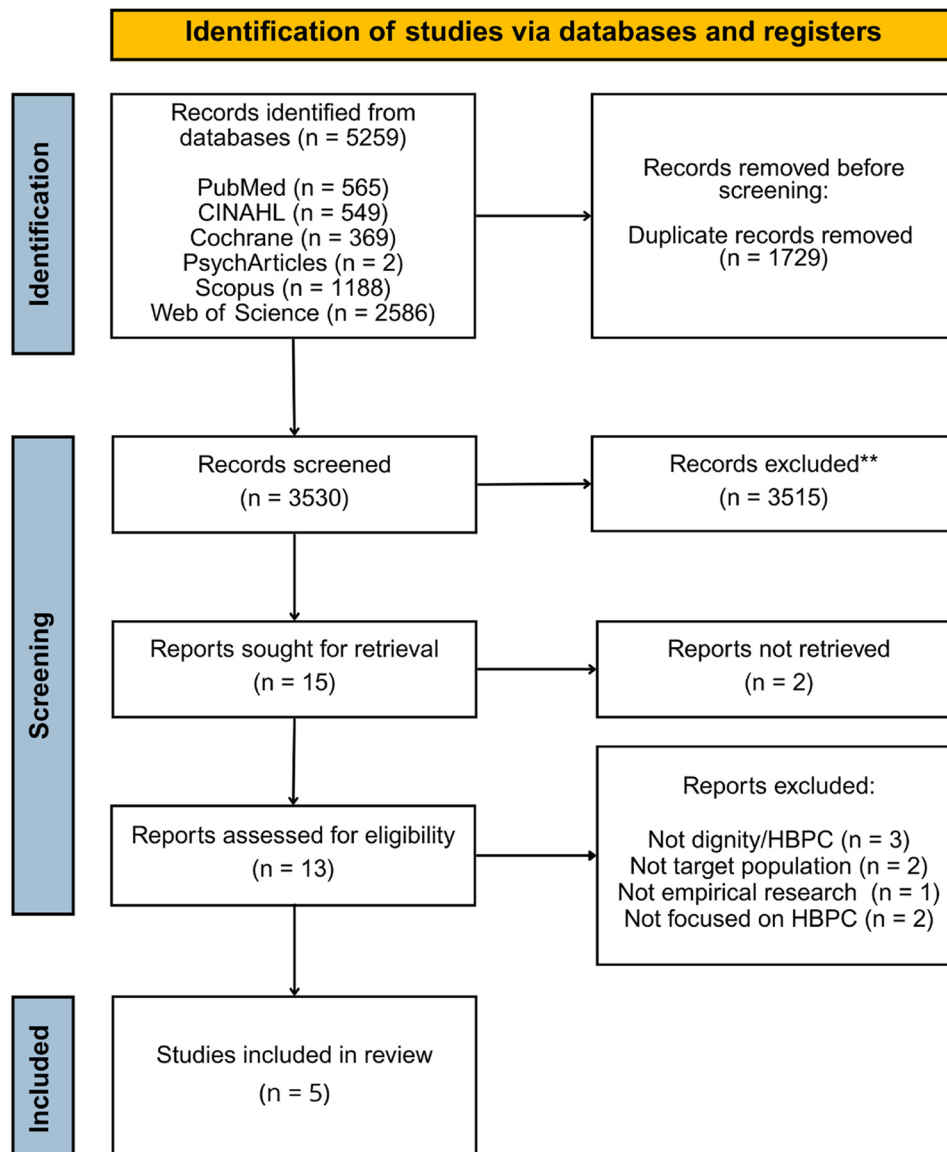 Identification of studies via databases and registers
Identification
Records identified from
databases (n = 5259)
PubMed (n = 565)
CINAHL (n = 549)
Cochrane (n = 369)
PsychArticles (n = 2)
Scopus (n = 1188)
Web of Science (n = 2586)
Records removed before
screening:
Duplicate records removed
(n = 1729)
Screening
Records screened
(n = 3530)
Records excluded**
(n = 3515)
Reports sought for retrieval
(n = 15)
Reports not retrieved
(n = 2)
Reports assessed for eligibility
(n = 13)
Reports excluded:
Not dignity/HBPC (n = 3)
Not target population (n = 2)
Not empirical research (n = 1)
Not focused on HBPC (n = 2)
Included
Studies included in review
(n = 5)